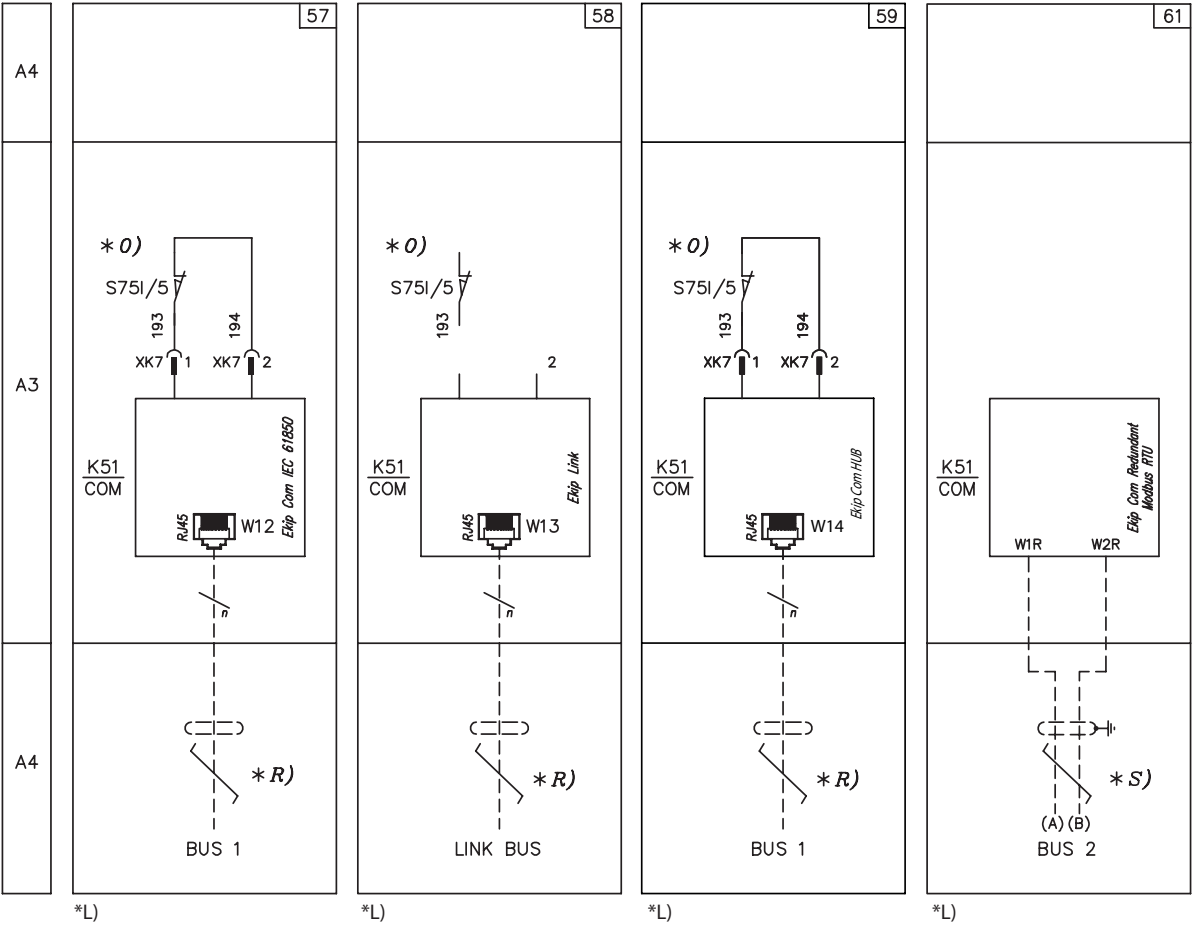 A4
A3
A4
57
*O)
S75I/5
193
194
XK7
1
XK7
2
K51
COM
Ekip Com IEC 61850
RJ45
W12
n
*R)
BUS 1
*L)
58
*O)
S75I/5
193
2
K51
COM
Ekip Link
RJ45
W13
n
*R)
LINK BUS
*L)
59
*O)
S75I/5
193
194
XK7
1
XK7
2
K51
COM
Ekip Com HUB
RJ45
W14
n
*R)
BUS 1
*L)
61
K51
COM
Ekip Com Redundant
Modbus RTU
W1R
W2R
*S)
(A) (B)
BUS 2
*L)